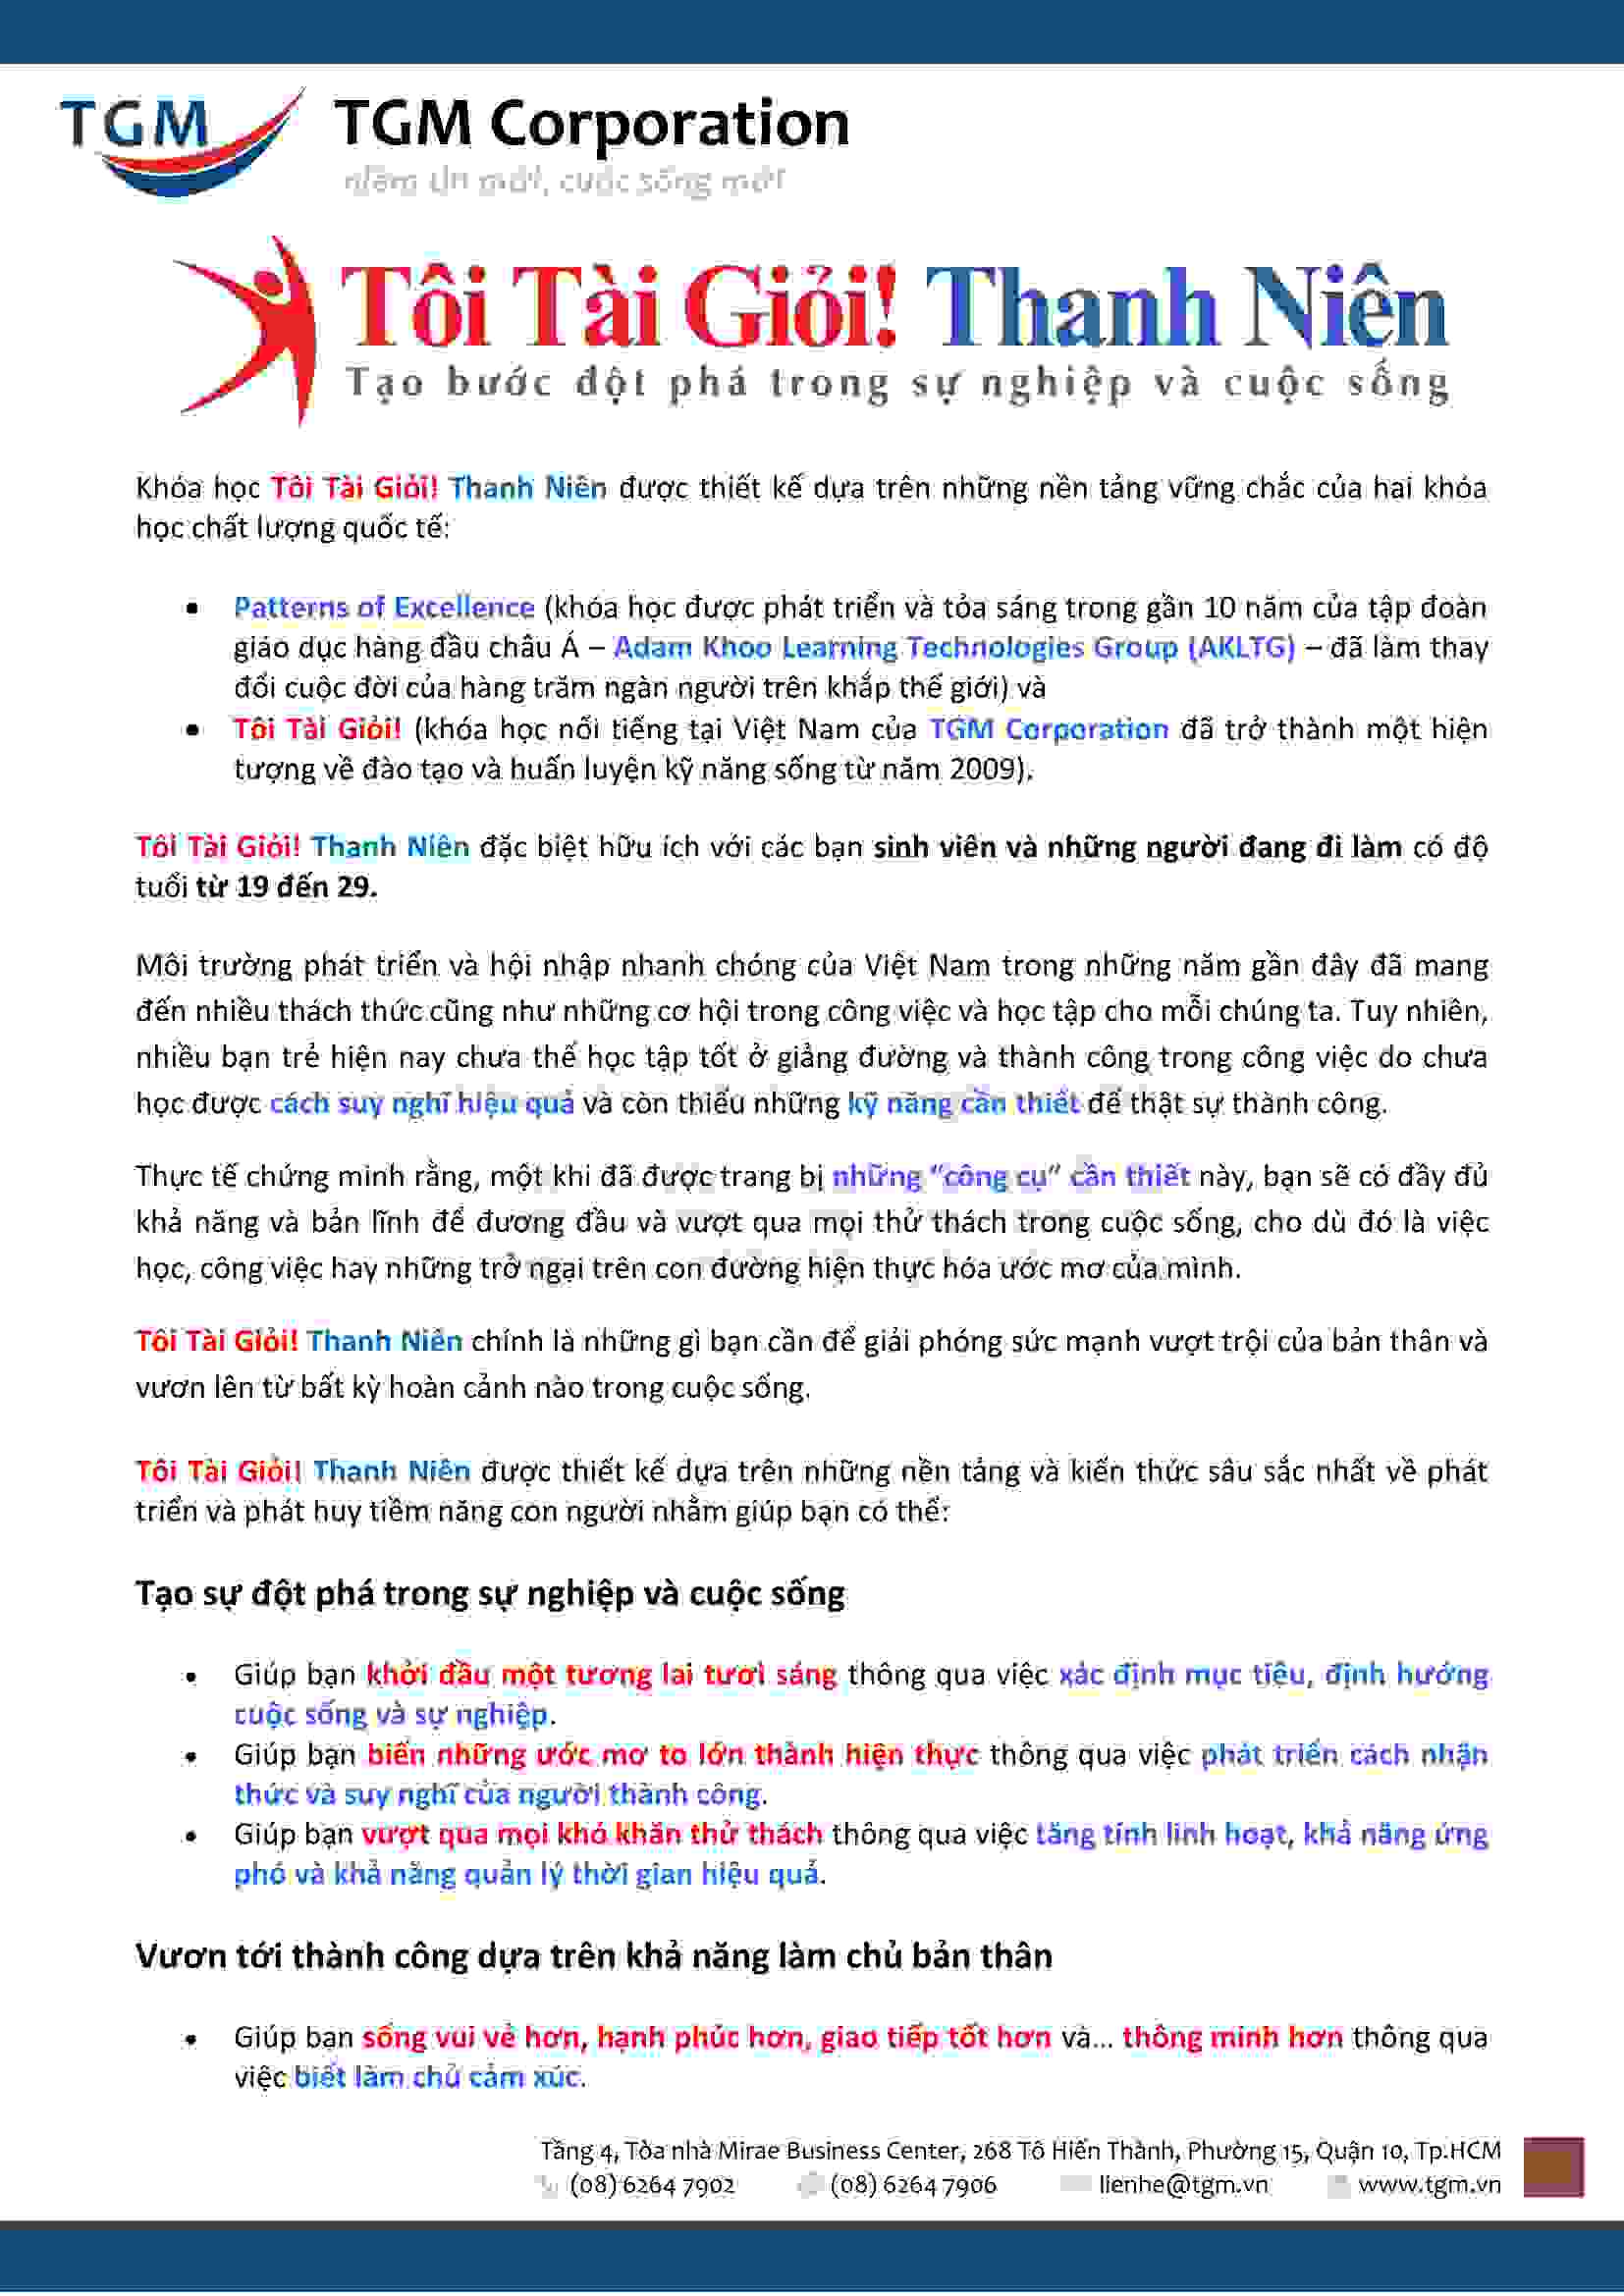 TGM
TGM Corporation
niềm tin mới, cuộc sống mới
Tôi Tài Giỏi! Thanh Niên
Tạo bước đột phá trong sự nghiệp và cuộc sống
Khóa học Tôi Tài Giỏi! Thanh Niên được thiết kế dựa trên những nền tảng vững chắc của hai khóa
học chất lượng quốc tế:
• Patterns of Excellence (khóa học được phát triển và tỏa sáng trong gần 10 năm của tập đoàn
giáo dục hàng đầu châu Á – Adam Khoo Learning Technologies Group (AKLTG) – đã làm thay
đổi cuộc đời của hàng trăm ngàn người trên khắp thế giới) và
• Tôi Tài Giỏi! (khóa học nổi tiếng tại Việt Nam của TGM Corporation đã trở thành một hiện
tượng về đào tạo và huấn luyện kỹ năng sống từ năm 2009).
Tôi Tài Giỏi! Thanh Niên đặc biệt hữu ích với các bạn sinh viên và những người đang đi làm có độ
tuổi từ 19 đến 29.
Môi trường phát triển và hội nhập nhanh chóng của Việt Nam trong những năm gần đây đã mang
đến nhiều thách thức cũng như những cơ hội trong công việc và học tập cho mỗi chúng ta. Tuy nhiên,
nhiều bạn trẻ hiện nay chưa thể học tập tốt ở giảng đường và thành công trong công việc do chưa
học được cách suy nghĩ hiệu quả và còn thiếu những kỹ năng cần thiết để thật sự thành công.
Thực tế chứng minh rằng, một khi đã được trang bị những “công cụ” cần thiết này, bạn sẽ có đầy đủ
khả năng và bản lĩnh để đương đầu và vượt qua mọi thử thách trong cuộc sống, cho dù đó là việc
học, công việc hay những trở ngại trên con đường hiện thực hóa ước mơ của mình.
Tôi Tài Giỏi! Thanh Niên chính là những gì bạn cần để giải phóng sức mạnh vượt trội của bản thân và
vươn lên từ bất kỳ hoàn cảnh nào trong cuộc sống.
Tôi Tài Giỏi! Thanh Niên được thiết kế dựa trên những nền tảng và kiến thức sâu sắc nhất về phát
triển và phát huy tiềm năng con người nhằm giúp bạn có thể:
Tạo sự đột phá trong sự nghiệp và cuộc sống
• Giúp bạn khởi đầu một tương lai tươi sáng thông qua việc xác định mục tiêu, định hướng
cuộc sống và sự nghiệp.
• Giúp bạn biến những ước mơ to lớn thành hiện thực thông qua việc phát triển cách nhận
thức và suy nghĩ của người thành công.
• Giúp bạn vượt qua mọi khó khăn thử thách thông qua việc tăng tính linh hoạt, khả năng ứng
phó và khả năng quản lý thời gian hiệu quả.
Vươn tới thành công dựa trên khả năng làm chủ bản thân
• Giúp bạn sống vui vẻ hơn, hạnh phúc hơn, giao tiếp tốt hơn và... thông minh hơn thông qua
việc biết làm chủ cảm xúc.
Tầng 4, Tòa nhà Mirae Business Center, 268 Tô Hiến Thành, Phường 15, Quận 10, Tp.HCM
(08) 6264 7902 (08) 6264 7906 lienhe@tgm.vn www.tgm.vn